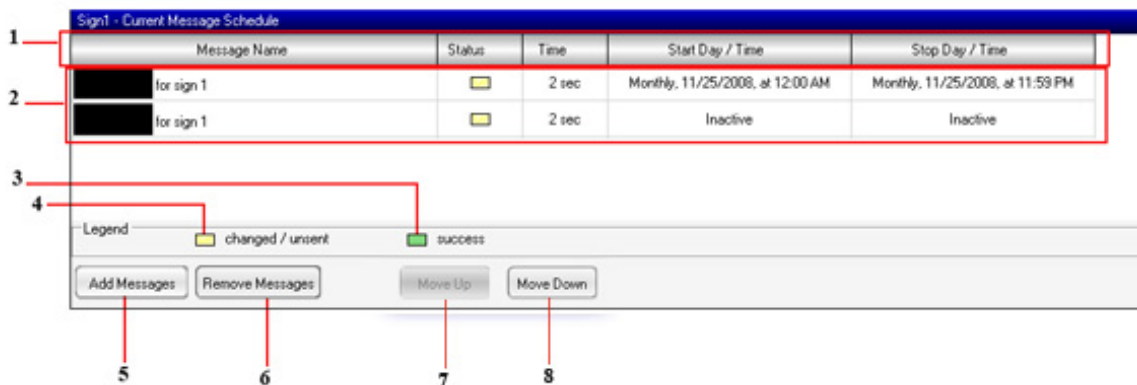 Sign1 - Current Message Schedule
1
Message Name Status Time Start Day / Time Stop Day / Time
2
for sign 1 2 sec Monthly, 11/25/2008, at 12:00 AM Monthly, 11/25/2008, at 11:59 PM
for sign 1 2 sec Inactive Inactive
3
4
Legend changed / unsent success
Add Messages Remove Messages Move Up Move Down
5 6 7 8